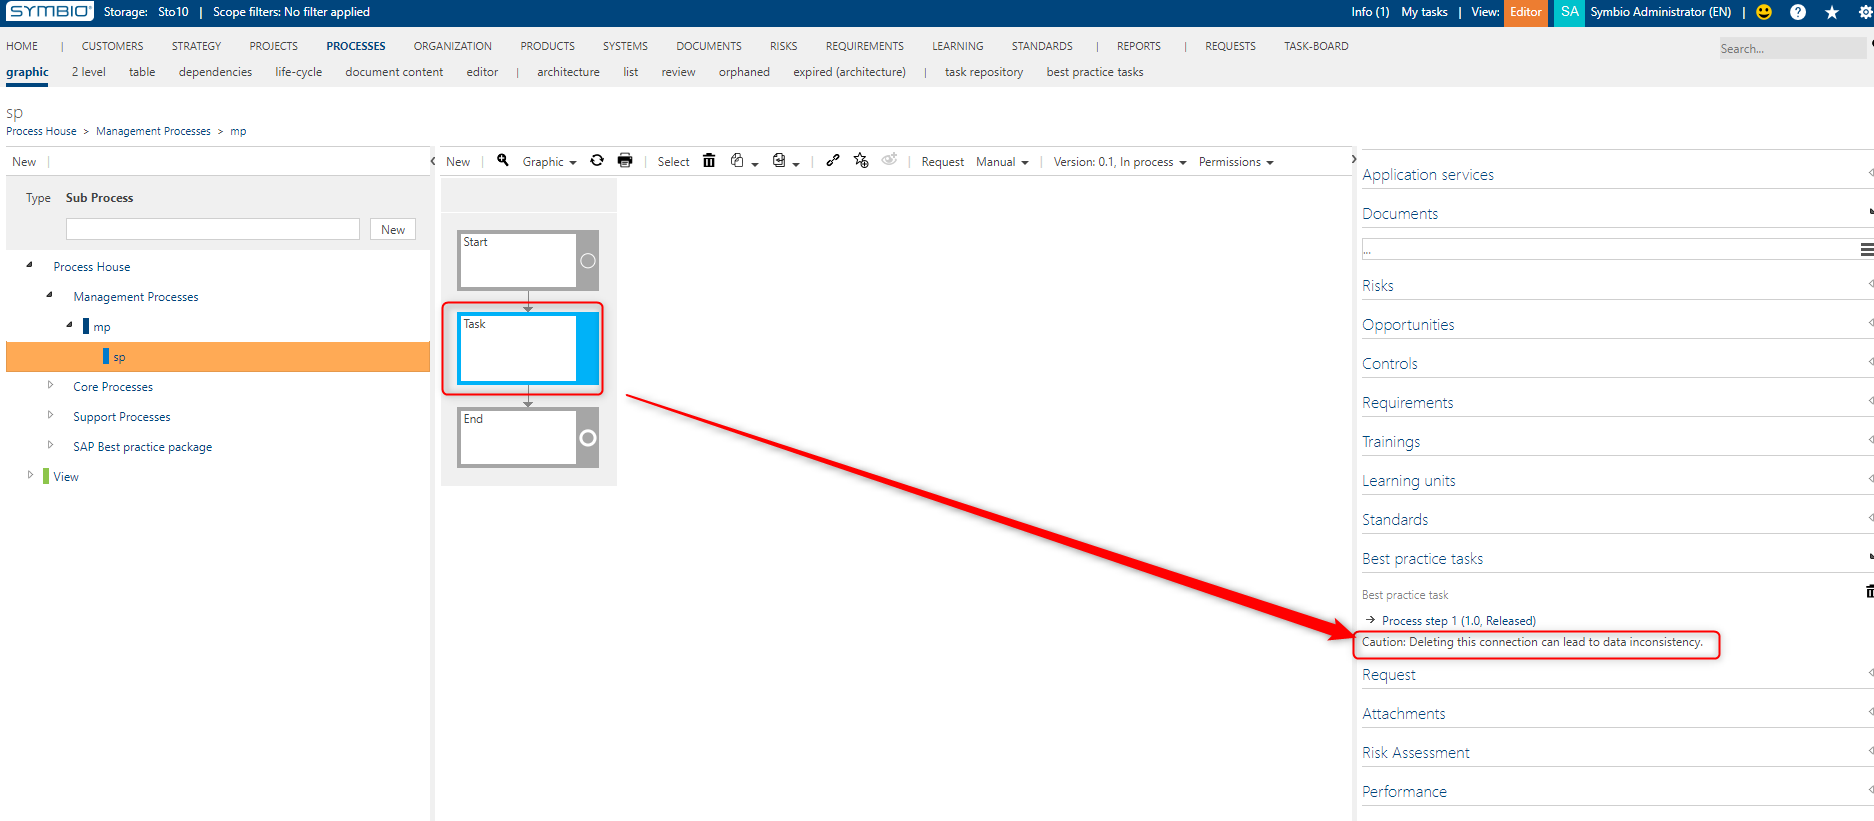 SYMBIO Storage: Sto10 | Scope filters: No filter applied Info (1) My tasks | View: Editor SA Symbio Administrator (EN) |
HOME | CUSTOMERS STRATEGY PROJECTS PROCESSES ORGANIZATION PRODUCTS SYSTEMS DOCUMENTS RISKS REQUIREMENTS LEARNING STANDARDS | REPORTS | REQUESTS TASK-BOARD
Search...
graphic 2 level table dependencies life-cycle document content editor | architecture list review orphaned expired (architecture) | task repository best practice tasks
sp
Process House > Management Processes > mp
New |
Type Sub Process
New
Process House
Management Processes
mp
sp
Core Processes
Support Processes
SAP Best practice package
View
New | Graphic Select Request Manual | Version: 0.1, In process Permissions
Start
Task
End
Application services
Documents
...
Risks
Opportunities
Controls
Requirements
Trainings
Learning units
Standards
Best practice tasks
Best practice task
Process step 1 (1.0, Released)
Caution: Deleting this connection can lead to data inconsistency.
Request
Attachments
Risk Assessment
Performance